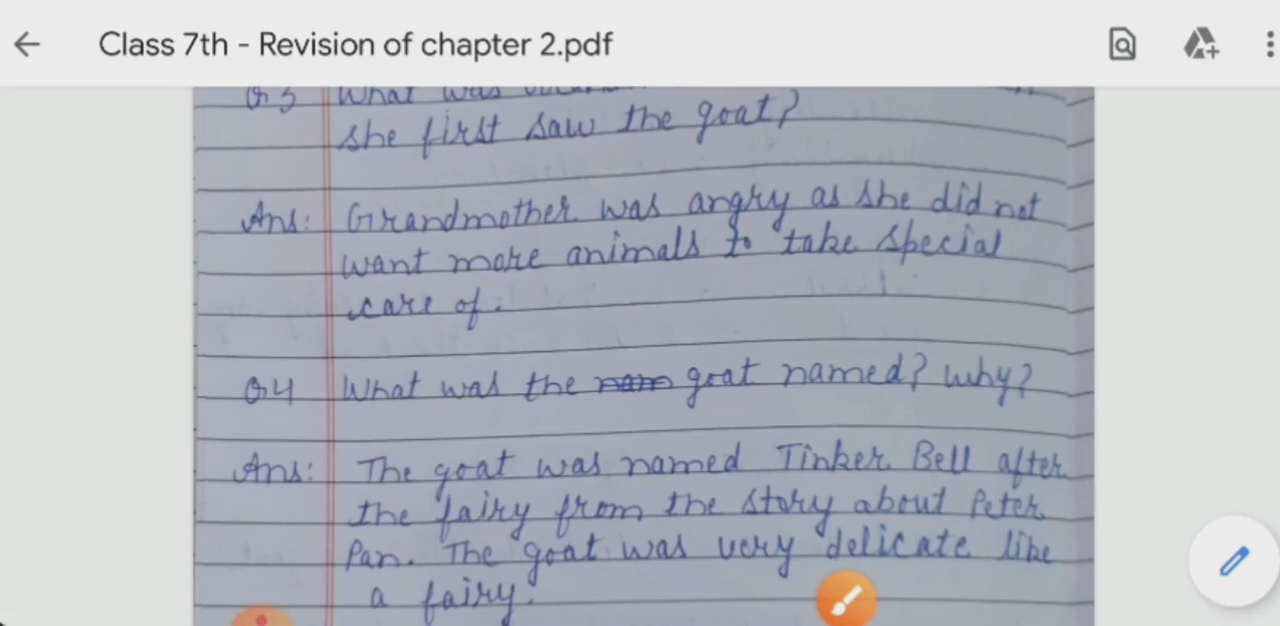 Class 7th - Revision of chapter 2.pdf
Q3 What was
she first saw the goat?
Ans: Grandmother was angry as she did not
want more animals to take special
care of.
Q4 What was the goat named? why?
Ans: The goat was named Tinker Bell after
the fairy from the story about Peter
Pan. The goat was very delicate like
a fairy.